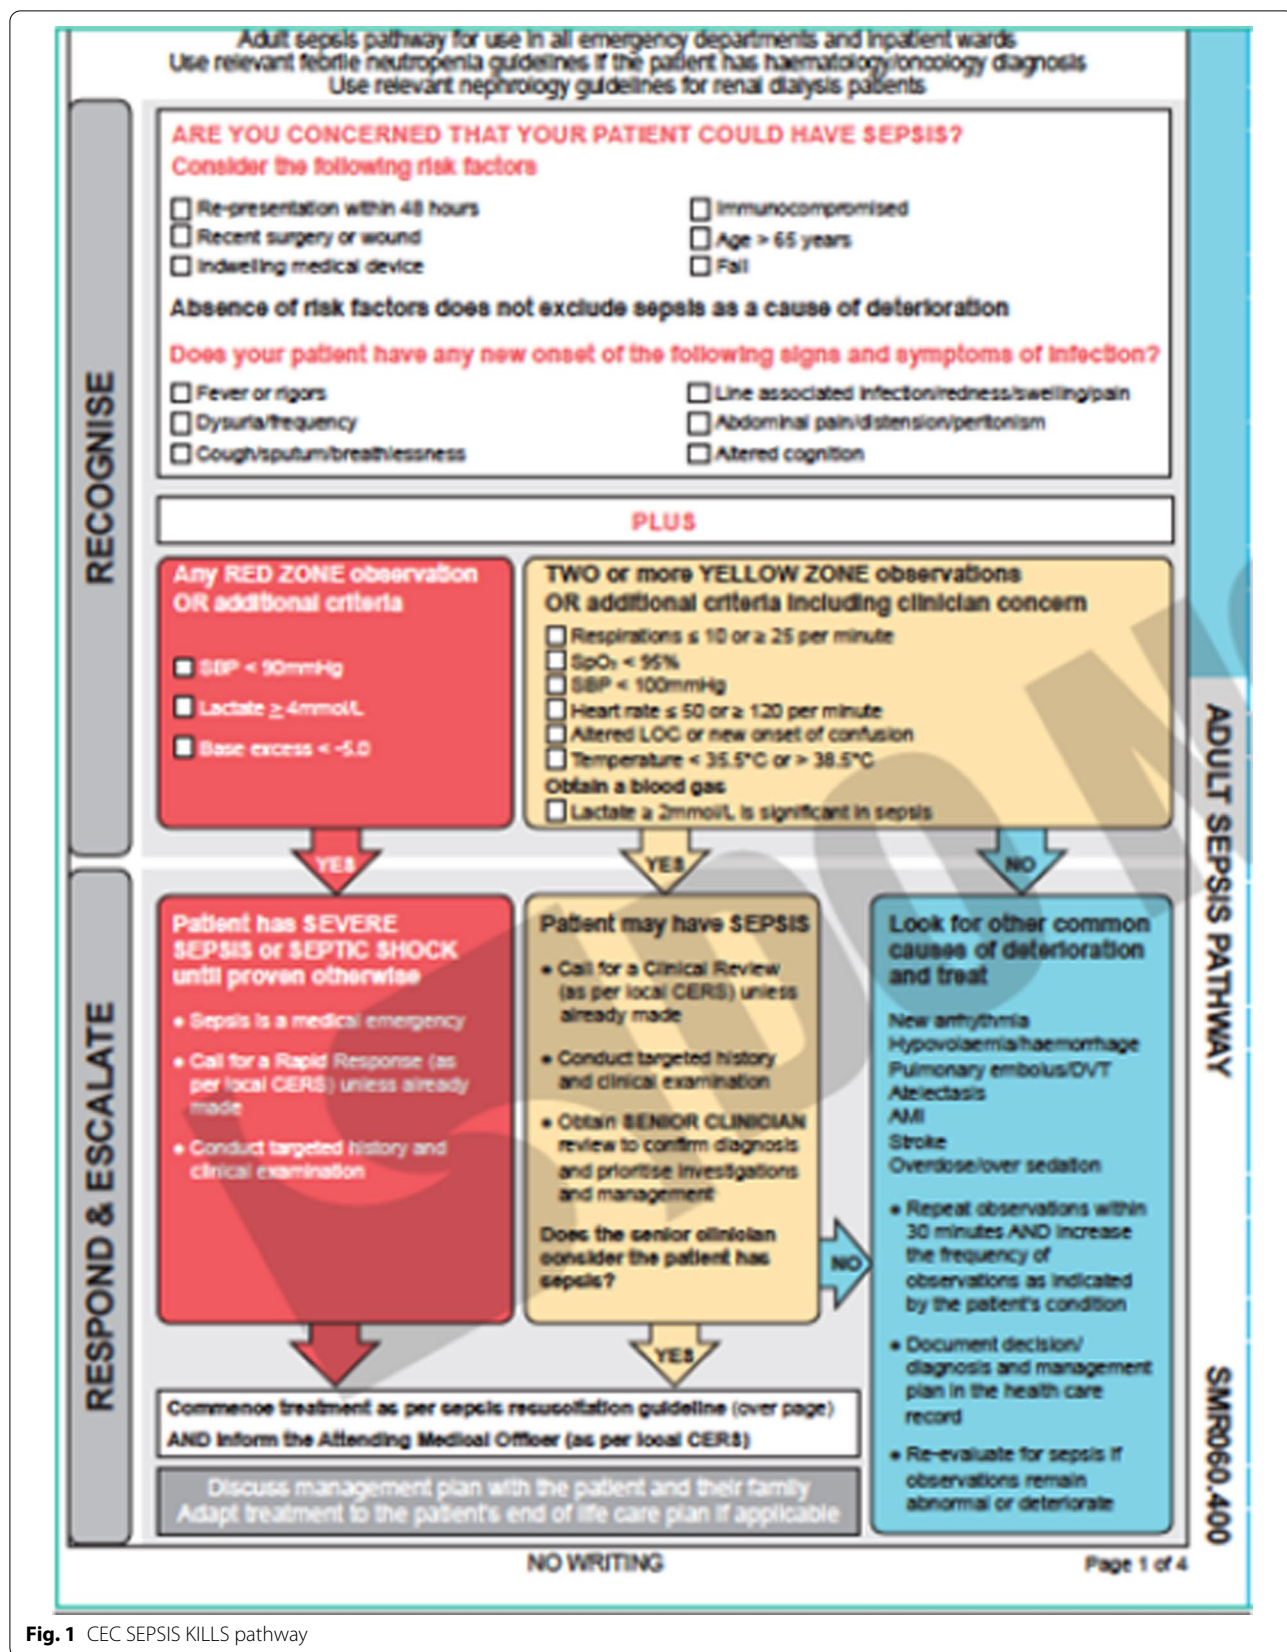 Adult sepsis pathway for use in all emergency departments and inpatient wards
Use relevant febrile neutropenia guidelines if the patient has haematology/oncology diagnosis
Use relevant nephrology guidelines for renal dialysis patients
RECOGNISE
ARE YOU CONCERNED THAT YOUR PATIENT COULD HAVE SEPSIS?
Consider the following risk factors
Re-presentation within 48 hours
Recent surgery or wound
Indwelling medical device
Immunocompromised
Age > 65 years
Fall
Absence of risk factors does not exclude sepsis as a cause of deterioration
Does your patient have any new onset of the following signs and symptoms of infection?
Fever or rigors
Dysuria/frequency
Cough/sputum/breathlessness
Line associated infection/redness/swelling/pain
Abdominal pain/distension/peritonism
Altered cognition
PLUS
Any RED ZONE observation
OR additional criteria
SBP < 90mmHg
Lactate ≥ 4mmol/L
Base excess < -5.0
TWO or more YELLOW ZONE observations
OR additional criteria including clinician concern
Respirations ≤ 10 or ≥ 25 per minute
SpO₂ < 95%
SBP < 100mmHg
Heart rate ≤ 50 or ≥ 120 per minute
Altered LOC or new onset of confusion
Temperature < 35.5°C or > 38.5°C
Obtain a blood gas
Lactate ≥ 2mmol/L is significant in sepsis
YES
YES
NO
RESPOND & ESCALATE
Patient has SEVERE
SEPSIS or SEPTIC SHOCK
until proven otherwise
• Sepsis is a medical emergency
• Call for a Rapid Response (as
per local CERS) unless already
made
• Conduct targeted history and
clinical examination
Patient may have SEPSIS
• Call for a Clinical Review
(as per local CERS) unless
already made
• Conduct targeted history
and clinical examination
• Obtain SENIOR CLINICIAN
review to confirm diagnosis
and prioritise investigations
and management
Does the senior clinician
consider the patient has
sepsis?
NO
YES
Look for other common
causes of deterioration
and treat
New arrhythmia
Hypovolaemia/haemorrhage
Pulmonary embolus/DVT
Atelectasis
AMI
Stroke
Overdose/over sedation
• Repeat observations within
30 minutes AND increase
the frequency of
observations as indicated
by the patient's condition
• Document decision/
diagnosis and management
plan in the health care
record
• Re-evaluate for sepsis if
observations remain
abnormal or deteriorate
Commence treatment as per sepsis resuscitation guideline (over page)
AND inform the Attending Medical Officer (as per local CERS)
Discuss management plan with the patient and their family
Adapt treatment to the patient's end of life care plan if applicable
ADULT SEPSIS PATHWAY
SMR060.400
NO WRITING
Page 1 of 4
Fig. 1 CEC SEPSIS KILLS pathway